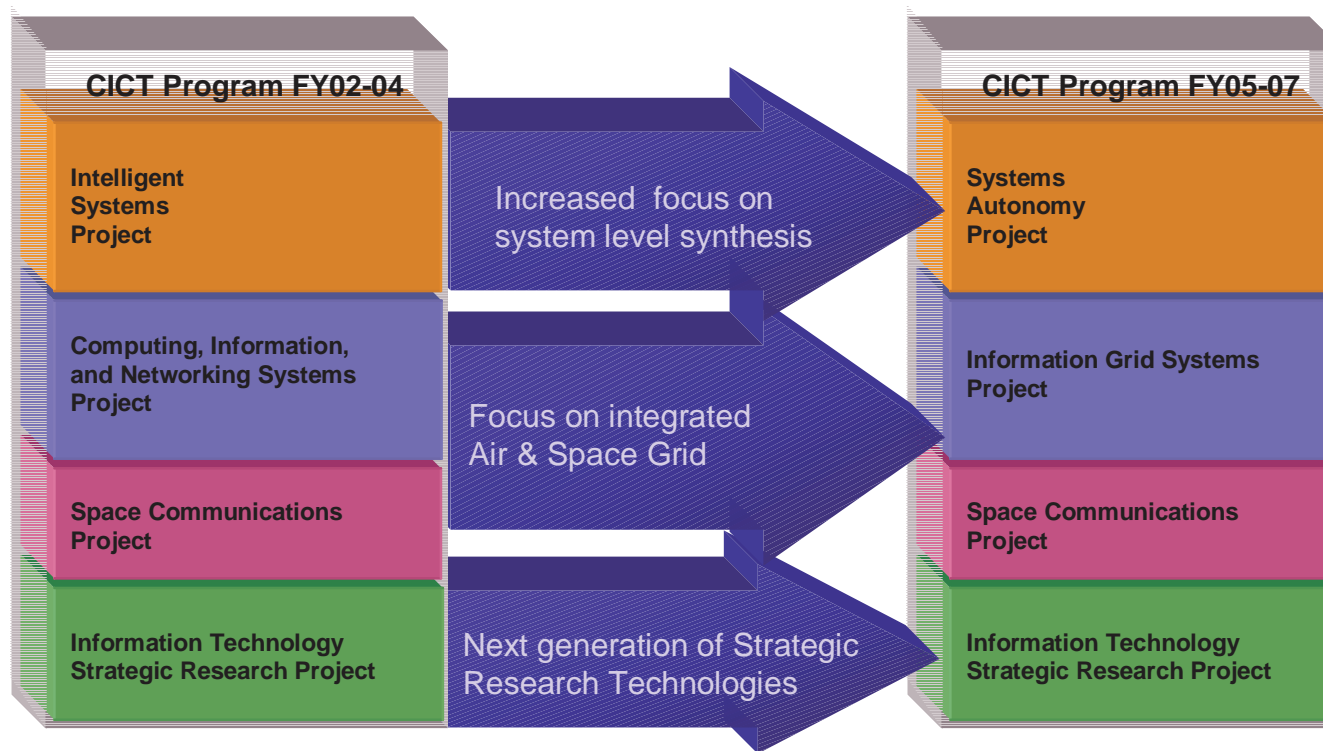 CICT Program FY02-04
Intelligent
Systems
Project
Computing, Information,
and Networking Systems
Project
Space Communications
Project
Information Technology
Strategic Research Project
Increased focus on
system level synthesis
Focus on integrated
Air & Space Grid
Next generation of Strategic
Research Technologies
CICT Program FY05-07
Systems
Autonomy
Project
Information Grid Systems
Project
Space Communications
Project
Information Technology
Strategic Research Project